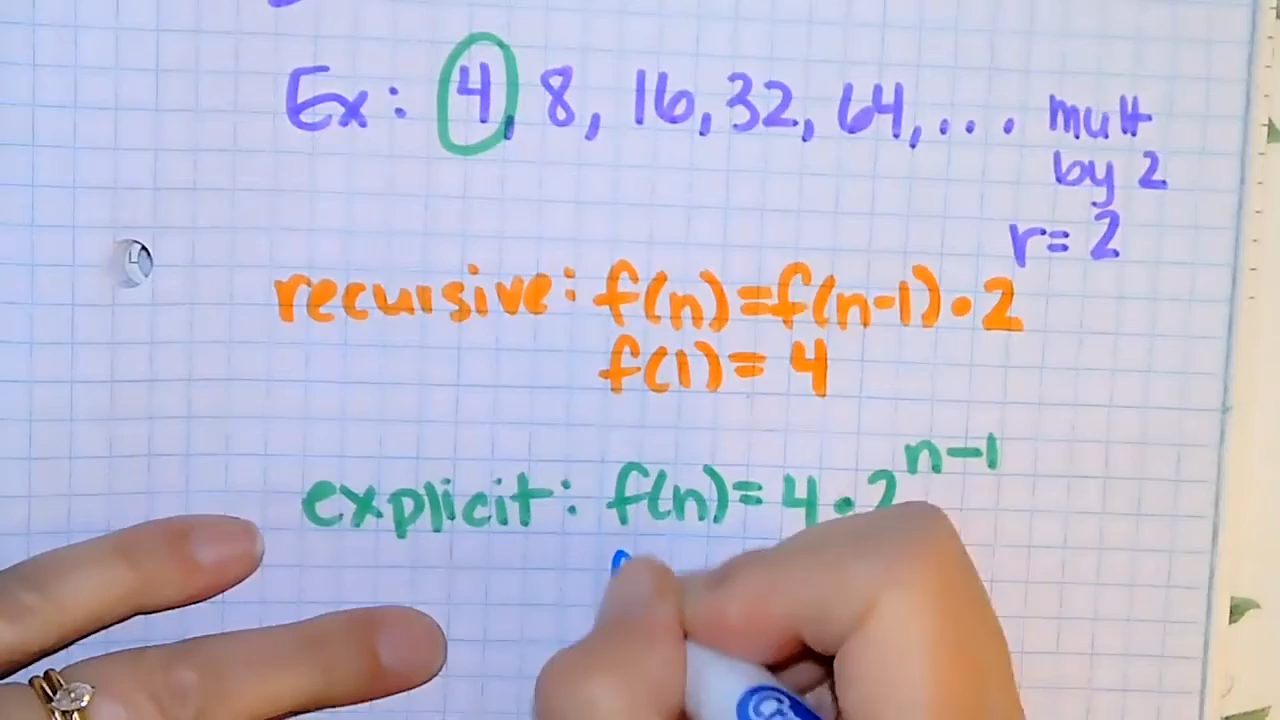 Ex: 4, 8, 16, 32, 64, ... mult
by 2
r = 2
recursive: f(n) = f(n-1) • 2
f(1) = 4
explicit: f(n) = 4 • 2^{n-1}